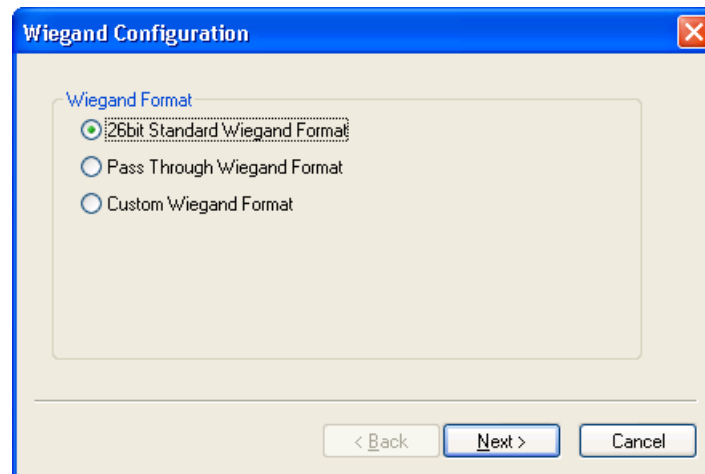 Wiegand Configuration
Wiegand Format
26bit Standard Wiegand Format
Pass Through Wiegand Format
Custom Wiegand Format
< Back Next > Cancel